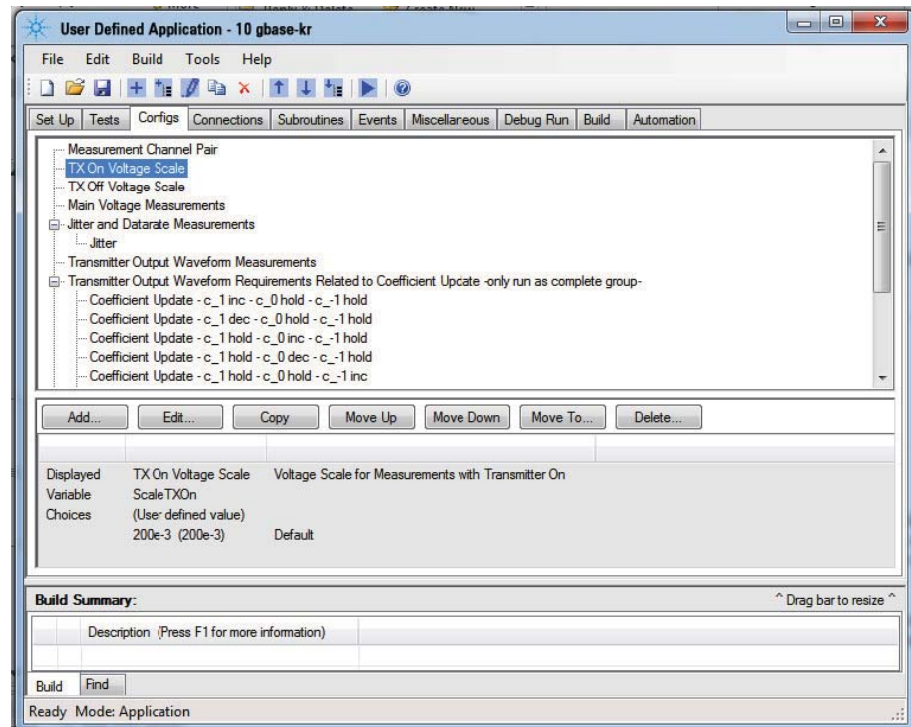 User Defined Application - 10 gbase-kr
File Edit Build Tools Help
Set Up Tests Configs Connections Subroutines Events Miscellaneous Debug Run Build Automation
Measurement Channel Pair
TX On Voltage Scale
TX Off Voltage Scale
Main Voltage Measurements
Jitter and Datarate Measurements
Jitter
Transmitter Output Waveform Measurements
Transmitter Output Waveform Requirements Related to Coefficient Upcate -only run as complete group-
Coefficient Update - c_1 inc - c_0 hold - c_-1 hold
Coefficient Update - c_1 dec - c_0 hold - c_-1 hold
Coefficient Update - c_1 hold - c_0 inc - c_-1 hold
Coefficient Update - c_1 hold - c_0 dec - c_-1 hold
Coefficient Update - c_1 hold - c_0 hold - c_-1 inc
Add... Edit... Copy Move Up Move Down Move To... Delete...
Displayed TX On Voltage Scale Voltage Scale for Measurements with Transmitter On
Variable ScaleTXOn
Choices (User defined value)
200e-3 (200e-3) Default
Build Summary: ^ Drag bar to resize ^
Description (Press F1 for more information)
Build Find
Ready Mode: Application